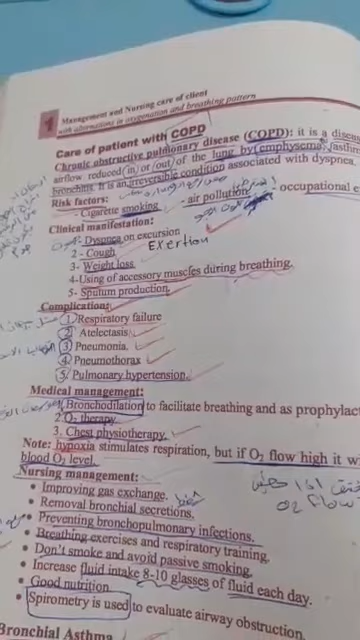 1
Management and Nursing care of client
with alternations in oxygenation and breathing pattern
Care of patient with COPD
Chronic obstructive pulmonary disease (COPD): it is a disease
airflow reduced (in) or (out) of the lung by (emphysema, asthma
bronchitis. It is an irreversible condition associated with dyspnea.
Risk factors:
- Cigarette smoking - air pollution - occupational e
Clinical manifestation:
1- Dyspnea on excursion
Exertion
2- Cough
3- Weight loss
4-Using of accessory muscles during breathing.
5- Sputum production
Complication:
1 Respiratory failure
2 Atelectasis
3 Pneumonia.
4 Pneumothorax
5. Pulmonary hypertension.
Medical management:
1. Bronchodilation to facilitate breathing and as prophylac
2. O2 therapy
3. Chest physiotherapy.
Note: hypoxia stimulates respiration, but if O2 flow high it w
blood O2 level.
O2 flow
Nursing management:
• Improving gas exchange.
• Removal bronchial secretions.
• Preventing bronchopulmonary infections.
• Breathing exercises and respiratory training,
• Don't smoke and avoid passive smoking.
• Increase fluid intake 8-10 glasses of fluid each day.
• Good nutrition
• Spirometry is used to evaluate airway obstruction.
Bronchial Asthma